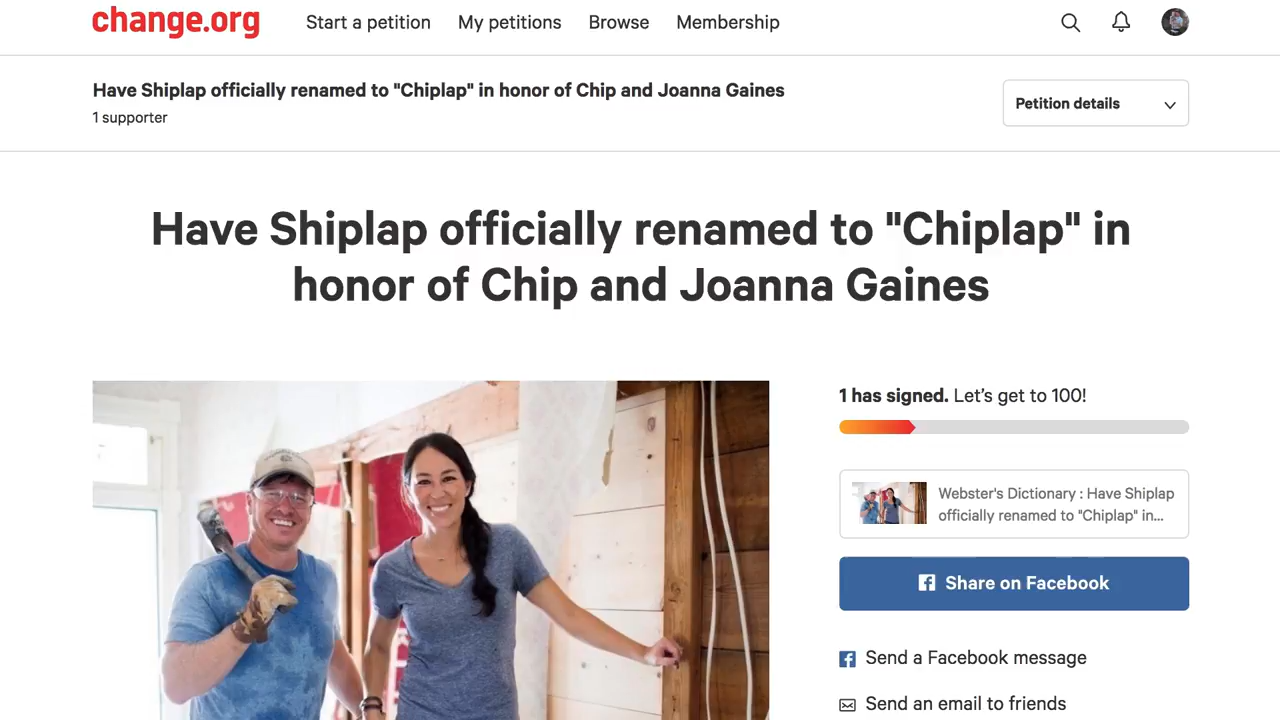 change.org
Start a petition
My petitions
Browse
Membership
Have Shiplap officially renamed to "Chiplap" in honor of Chip and Joanna Gaines
1 supporter
Petition details
Have Shiplap officially renamed to "Chiplap" in
honor of Chip and Joanna Gaines
1 has signed. Let’s get to 100!
Webster's Dictionary : Have Shiplap
officially renamed to "Chiplap" in...
Share on Facebook
Send a Facebook message
Send an email to friends